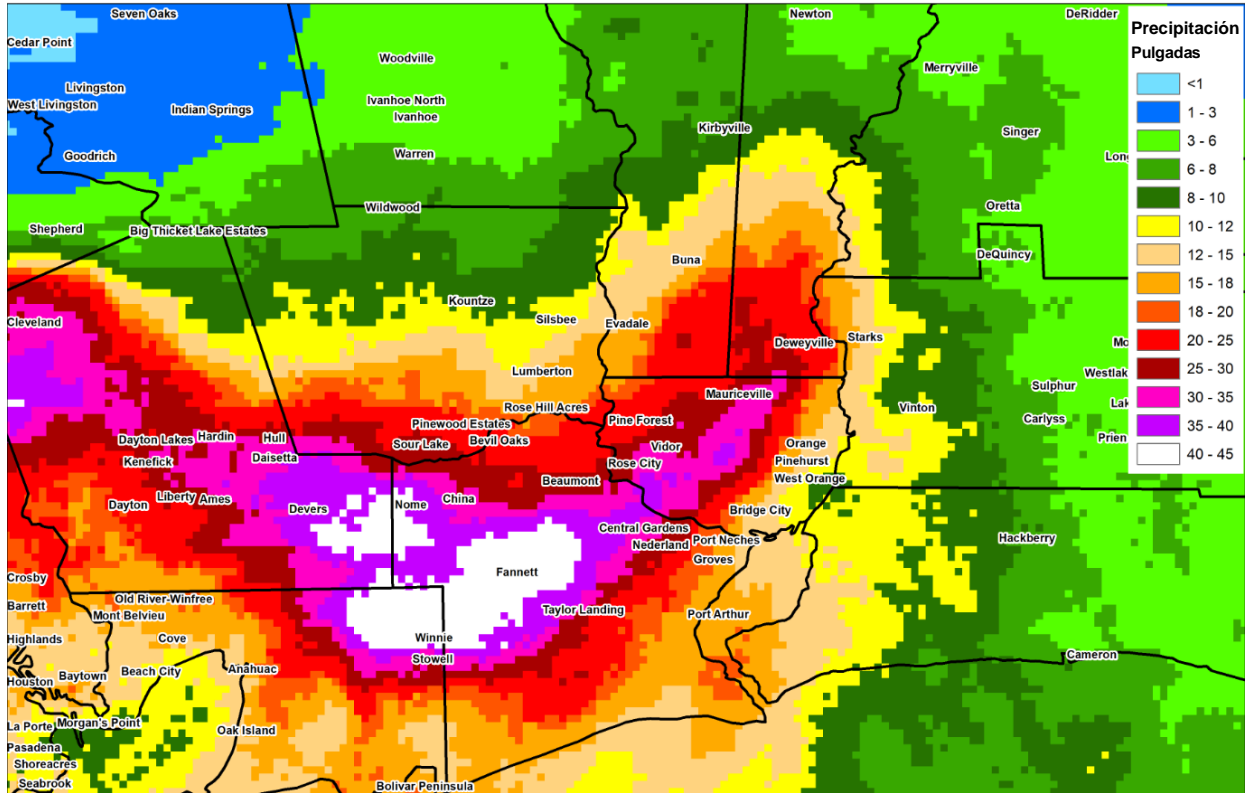 Seven Oaks
Newton
DeRidder
Cedar Point
Woodville
Merryville
Livingston
West Livingston
Indian Springs
Ivanhoe North
Ivanhoe
Kirbyville
Singer
Goodrich
Warren
Long
Wildwood
Oretta
Shepherd
Big Thicket Lake Estates
Buna
DeQuincy
Kountze
Cleveland
Silsbee
Evadale
Deweyville
Starks
Mo
Lumberton
Westlak
Sulphur
Mauriceville
Rose Hill Acres
Vinton
Lak
Carlyss
Pinewood Estates
Pine Forest
Dayton Lakes
Hardin
Hull
Sour Lake
Bevil Oaks
Vidor
Orange
Prien
Kenefick
Daisetta
Rose City
Pinehurst
Beaumont
West Orange
Dayton
Liberty
Ames
Devers
Nome
China
Bridge City
Central Gardens
Nederland
Port Neches
Groves
Hackberry
Crosby
Fannett
Barrett
Old River-Winfree
Mont Belvieu
Taylor Landing
Port Arthur
Highlands
Cove
Winnie
Stowell
Cameron
Houston
Baytown
Beach City
Anahuac
La Porte
Morgan's Point
Oak Island
Pasadena
Shoreacres
Seabrook
Bolivar Peninsula
Precipitación
Pulgadas
<1
1 - 3
3 - 6
6 - 8
8 - 10
10 - 12
12 - 15
15 - 18
18 - 20
20 - 25
25 - 30
30 - 35
35 - 40
40 - 45